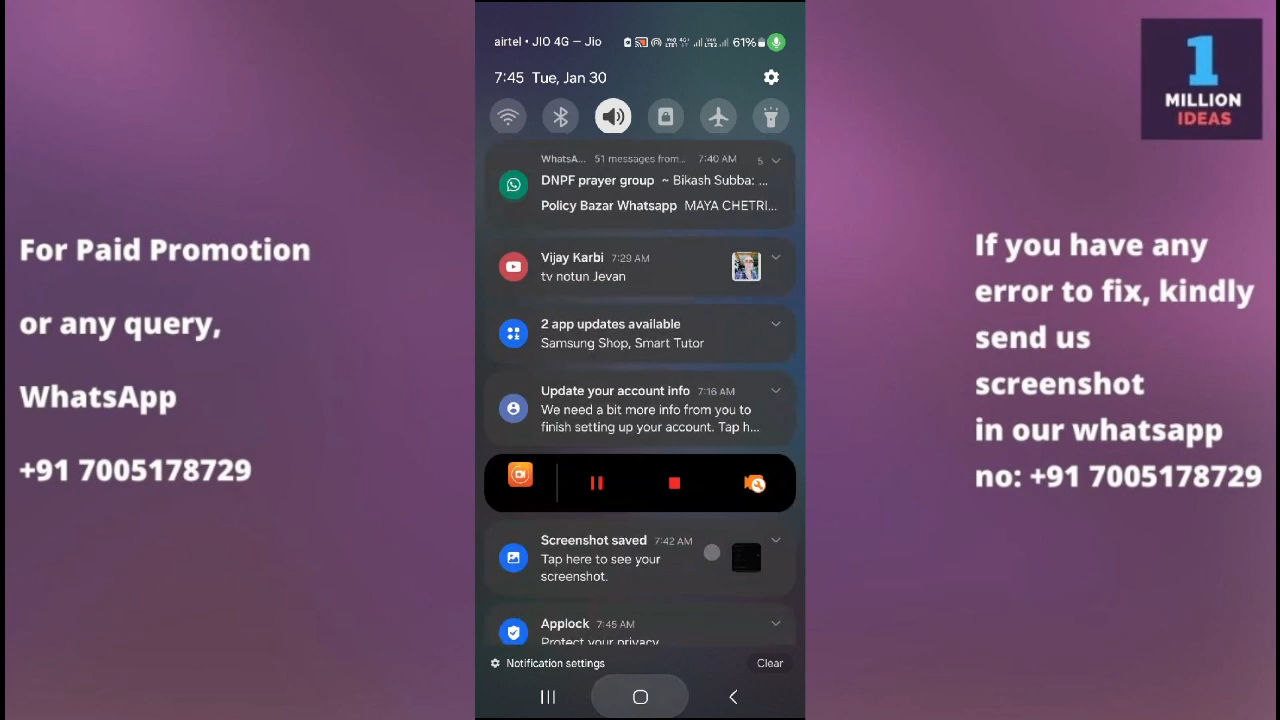 For Paid Promotion
or any query,
WhatsApp
+91 7005178729
airtel • JIO 4G — Jio
61%
7:45 Tue, Jan 30
WhatsA... 51 messages from... 7:40 AM 5
DNPF prayer group ~ Bikash Subba: ...
Policy Bazar Whatsapp MAYA CHETRI...
Vijay Karbi 7:29 AM
tv notun Jevan
2 app updates available
Samsung Shop, Smart Tutor
Update your account info 7:16 AM
We need a bit more info from you to
finish setting up your account. Tap h...
Screenshot saved 7:42 AM
Tap here to see your
screenshot.
Applock 7:45 AM
Protect your privacy
Notification settings
Clear
1
MILLION
IDEAS
If you have any
error to fix, kindly
send us
screenshot
in our whatsapp
no: +91 7005178729